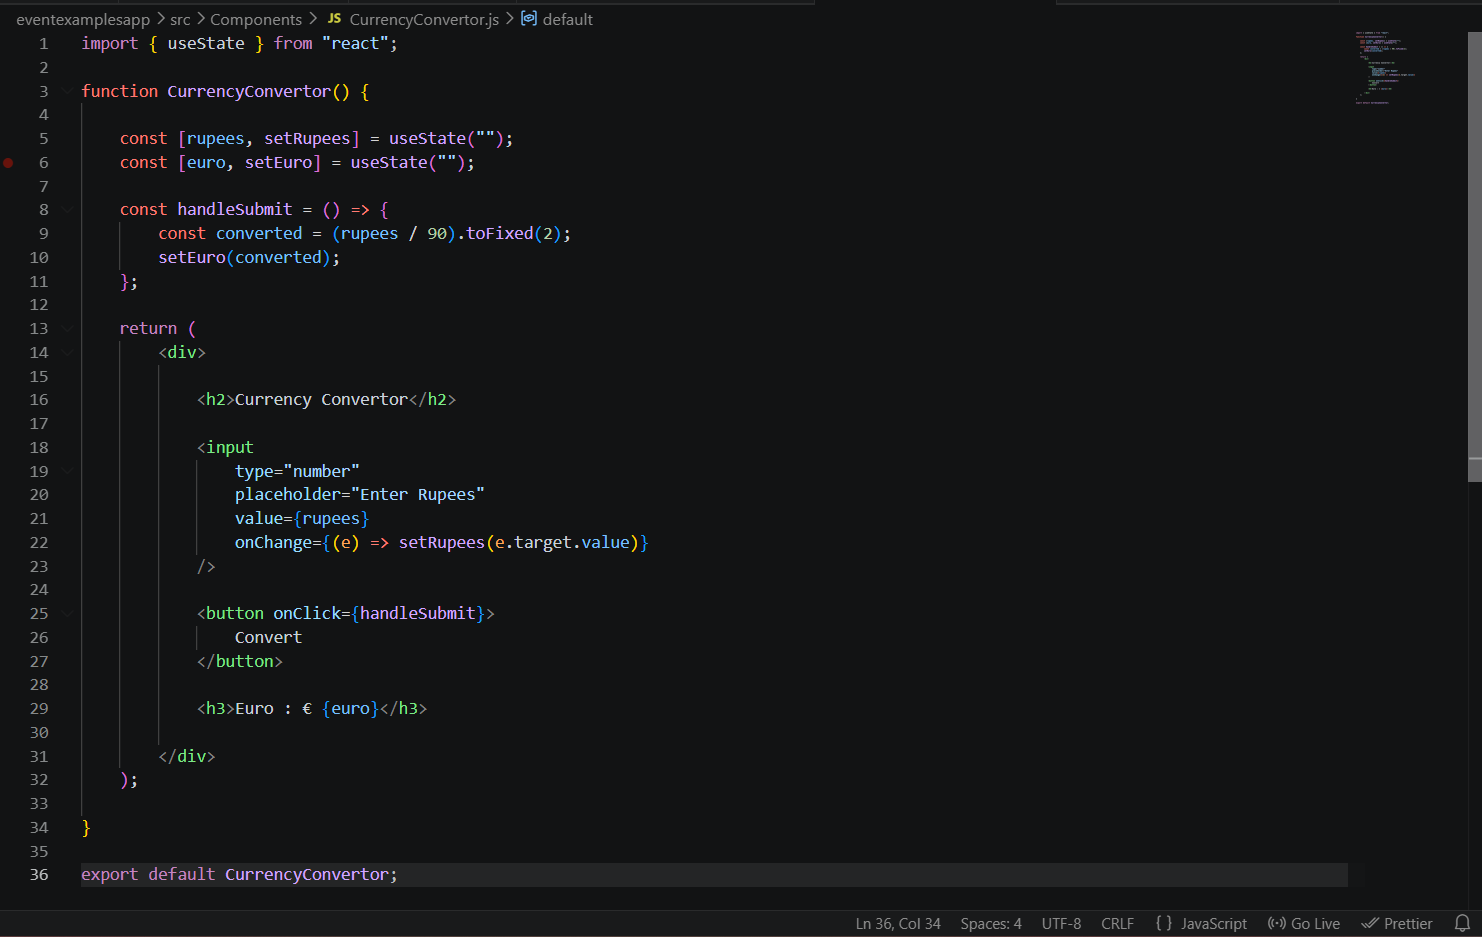 eventexamplesapp > src > Components > JS CurrencyConvertor.js > default
1 import { useState } from "react";
2
3 function CurrencyConvertor() {
4
5     const [rupees, setRupees] = useState("");
6     const [euro, setEuro] = useState("");
7
8     const handleSubmit = () => {
9         const converted = (rupees / 90).toFixed(2);
10         setEuro(converted);
11     };
12
13     return (
14         <div>
15
16             <h2>Currency Convertor</h2>
17
18             <input
19                 type="number"
20                 placeholder="Enter Rupees"
21                 value={rupees}
22                 onChange={(e) => setRupees(e.target.value)}
23             />
24
25             <button onClick={handleSubmit}>
26                 Convert
27             </button>
28
29             <h3>Euro : € {euro}</h3>
30
31         </div>
32     );
33
34 }
35
36 export default CurrencyConvertor;
Ln 36, Col 34 Spaces: 4 UTF-8 CRLF { } JavaScript Go Live Prettier